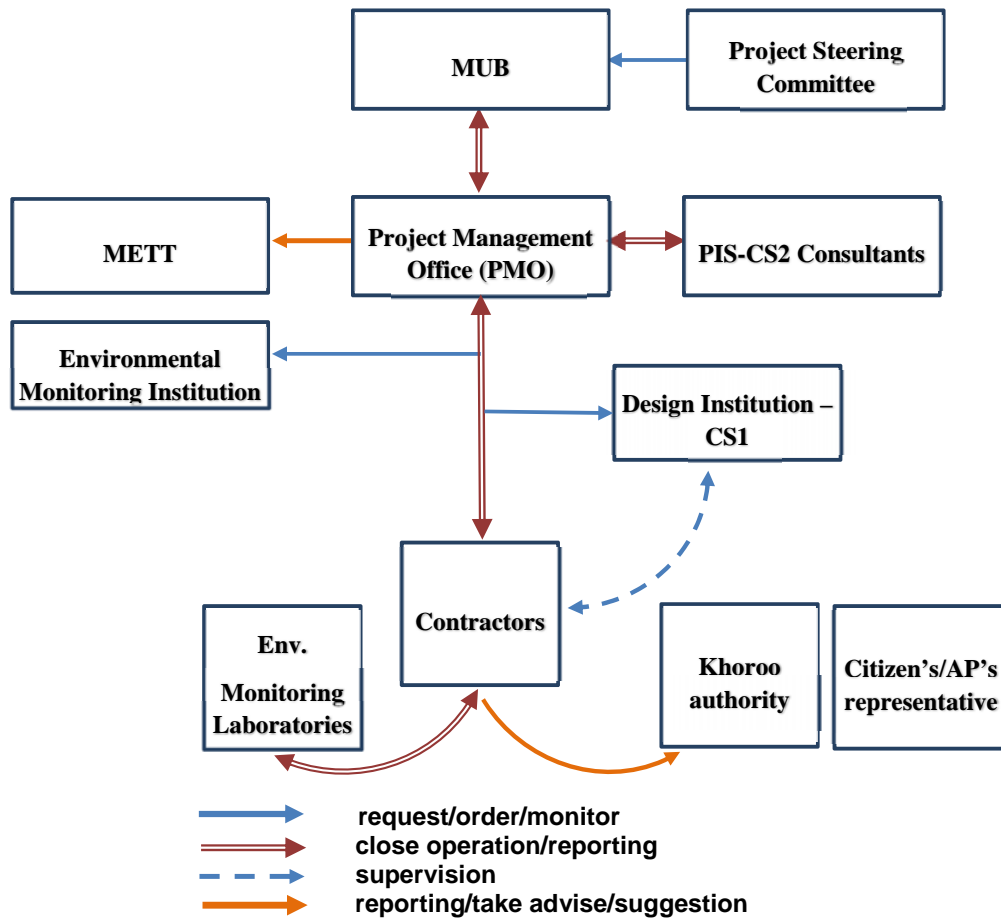 MUB
Project Steering
Committee
METT
Project Management
Office (PMO)
PIS-CS2 Consultants
Environmental
Monitoring Institution
Design Institution –
CS1
Contractors
Env.
Monitoring
Laboratories
Khoroo
authority
Citizen’s/AP’s
representative
request/order/monitor
close operation/reporting
supervision
reporting/take advise/suggestion